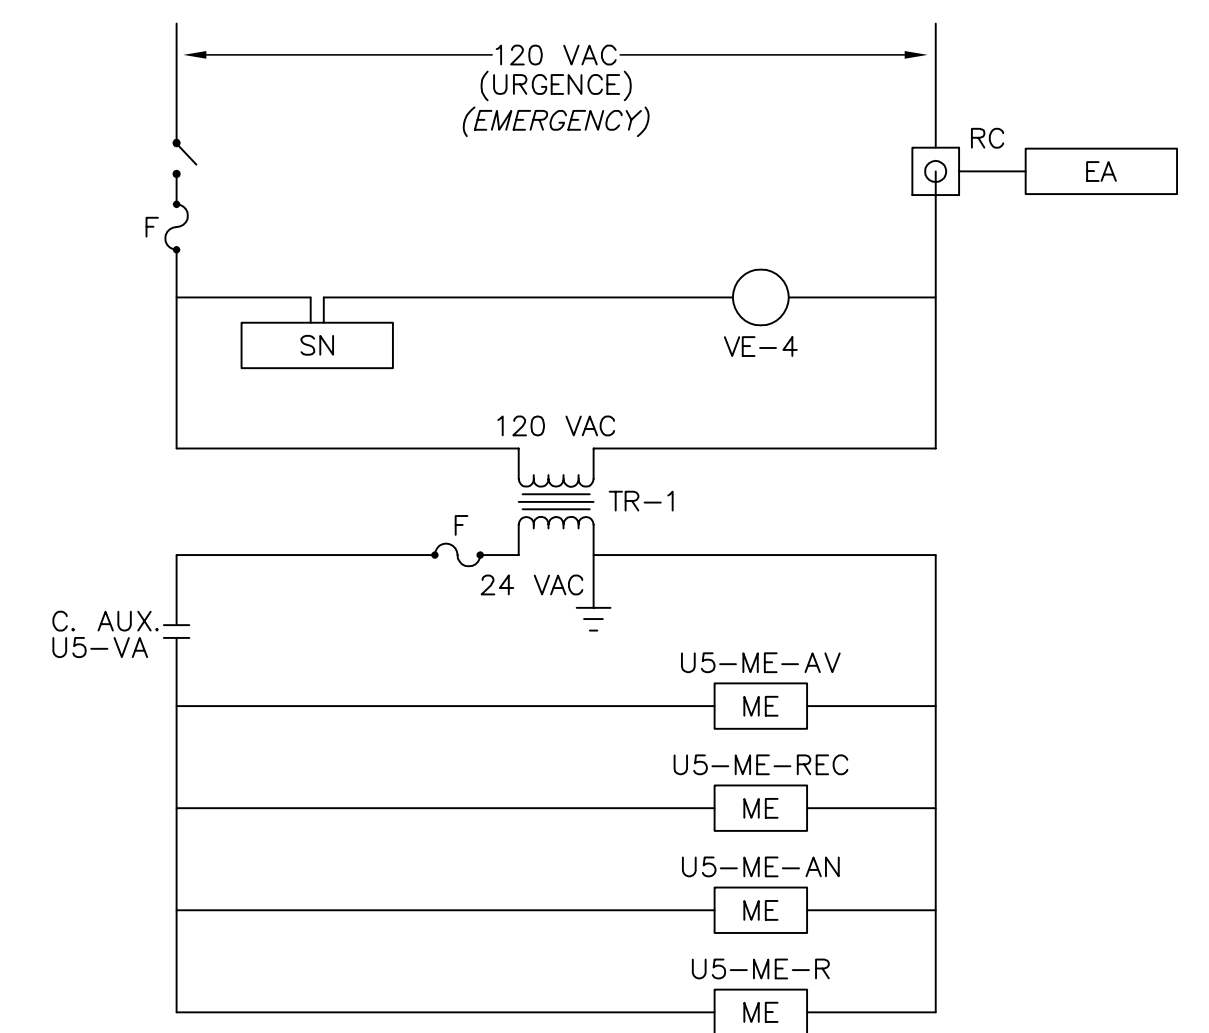 120 VAC
(URGENCE)
(EMERGENCY)
RC
EA
F
SN
VE-4
120 VAC
TR-1
F
24 VAC
C. AUX.
U5-VA
U5-ME-AV
ME
U5-ME-REC
ME
U5-ME-AN
ME
U5-ME-R
ME